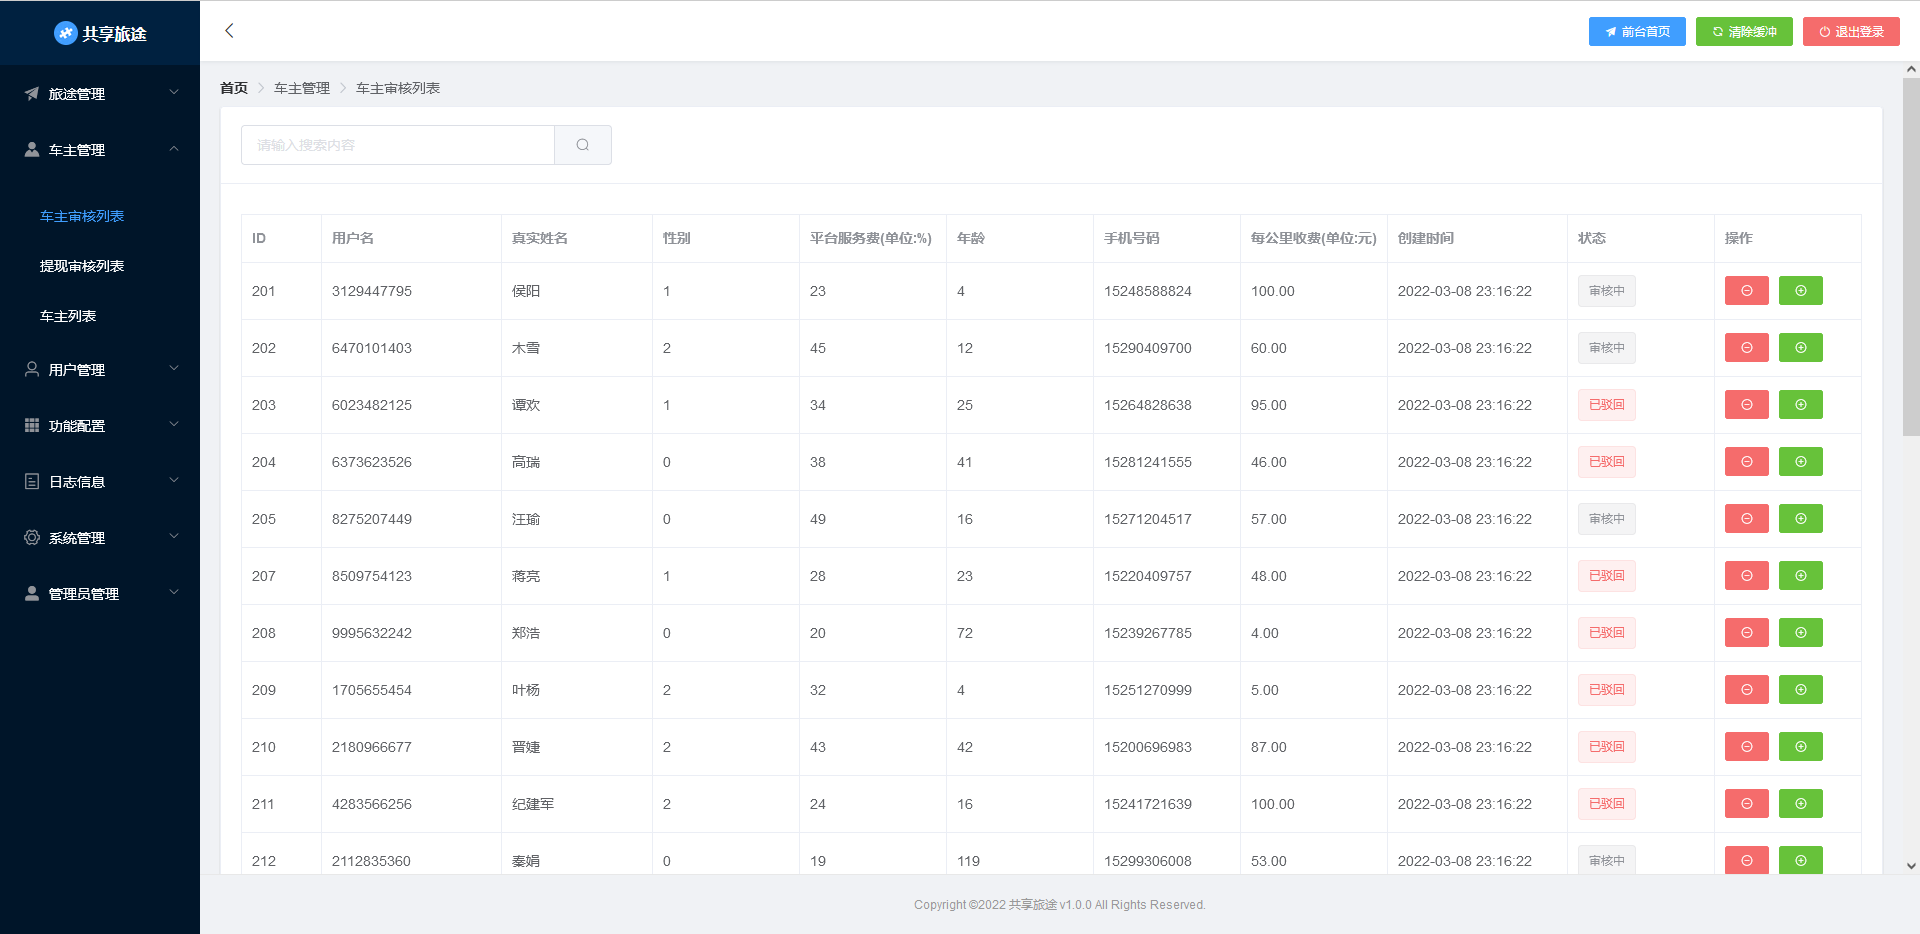 共享旅途
前台首页
清除缓冲
退出登录
旅途管理
车主管理
车主审核列表
提现审核列表
车主列表
用户管理
功能配置
日志信息
系统管理
管理员管理
首页 车主管理 车主审核列表
请输入搜索内容
ID 用户名 真实姓名 性别 平台服务费(单位:%) 年龄 手机号码 每公里收费(单位:元) 创建时间 状态 操作
201 3129447795 侯阳 1 23 4 15248588824 100.00 2022-03-08 23:16:22 审核中
202 6470101403 木雪 2 45 12 15290409700 60.00 2022-03-08 23:16:22 审核中
203 6023482125 谭欢 1 34 25 15264828638 95.00 2022-03-08 23:16:22 已驳回
204 6373623526 高瑞 0 38 41 15281241555 46.00 2022-03-08 23:16:22 已驳回
205 8275207449 汪瑜 0 49 16 15271204517 57.00 2022-03-08 23:16:22 审核中
207 8509754123 蒋亮 1 28 23 15220409757 48.00 2022-03-08 23:16:22 已驳回
208 9995632242 郑浩 0 20 72 15239267785 4.00 2022-03-08 23:16:22 已驳回
209 1705655454 叶杨 2 32 4 15251270999 5.00 2022-03-08 23:16:22 已驳回
210 2180966677 晋婕 2 43 42 15200696983 87.00 2022-03-08 23:16:22 已驳回
211 4283566256 纪建军 2 24 16 15241721639 100.00 2022-03-08 23:16:22 已驳回
212 2112835360 秦娟 0 19 119 15299306008 53.00 2022-03-08 23:16:22 审核中
Copyright ©2022 共享旅途 v1.0.0 All Rights Reserved.